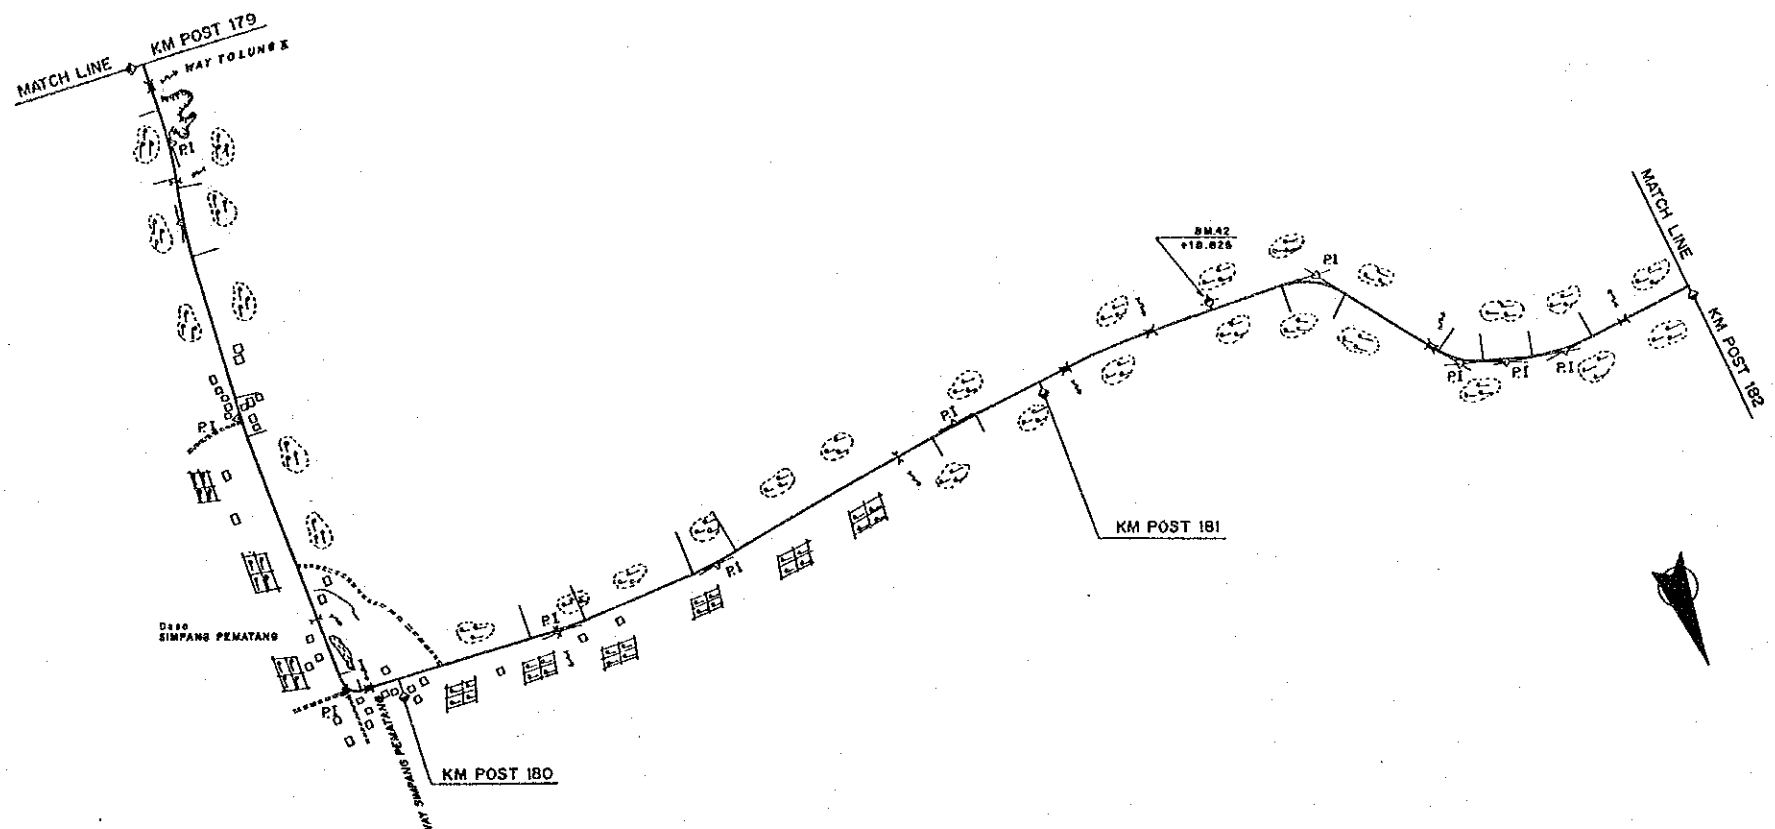 KM POST 179
MATCH LINE
WAY TOLUNG X
P.I
BM.42
+18.826
MATCH LINE
P.I
KM POST 182
P.I
P.I
P.I
P.I
P.I
KM POST 181
P.I
P.I
SIMPANG PEMATANG
P.I
WAY SIMPANG PEMATANG
KM POST 180